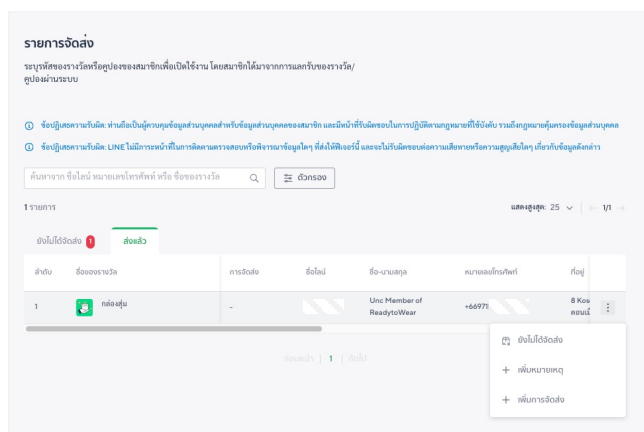 รายการจัดส่ง
ระบุรหัสของรางวัลหรือคูปองของสมาชิกเพื่อเปิดใช้งาน โดยสมาชิกได้มาจากการแลกรับของรางวัล/
คูปองผ่านระบบ
ข้อปฏิเสธความรับผิด: ท่านถือเป็นผู้ควบคุมข้อมูลส่วนบุคคลสำหรับข้อมูลส่วนบุคคลของสมาชิก และมีหน้าที่รับผิดชอบในการปฏิบัติตามกฎหมายที่ใช้บังคับ รวมถึงกฎหมายคุ้มครองข้อมูลส่วนบุคคล
ข้อปฏิเสธความรับผิด: LINE ไม่มีภาระหน้าที่ในการติดตามตรวจสอบหรือพิจารณาข้อมูลใดๆ ที่ส่งให้ฟีเจอร์นี้ และจะไม่รับผิดชอบต่อความเสียหายหรือความสูญเสียใดๆ เกี่ยวกับข้อมูลดังกล่าว
ค้นหาจาก ชื่อไลน์ หมายเลขโทรศัพท์ หรือ ชื่อของรางวัล ตัวกรอง
1 รายการ แสดงสูงสุด: 25 1/1
ยังไม่ได้จัดส่ง 1 ส่งแล้ว
ลำดับ ชื่อของรางวัล การจัดส่ง ชื่อไลน์ ชื่อ-นามสกุล หมายเลขโทรศัพท์ ที่อยู่
1 กล่องสุ่ม - Unc Member of +66971 8 Kos
ReadytoWear
ก่อนหน้า | 1 | ถัดไป
ยังไม่ได้จัดส่ง
เพิ่มหมายเหตุ
เพิ่มการจัดส่ง